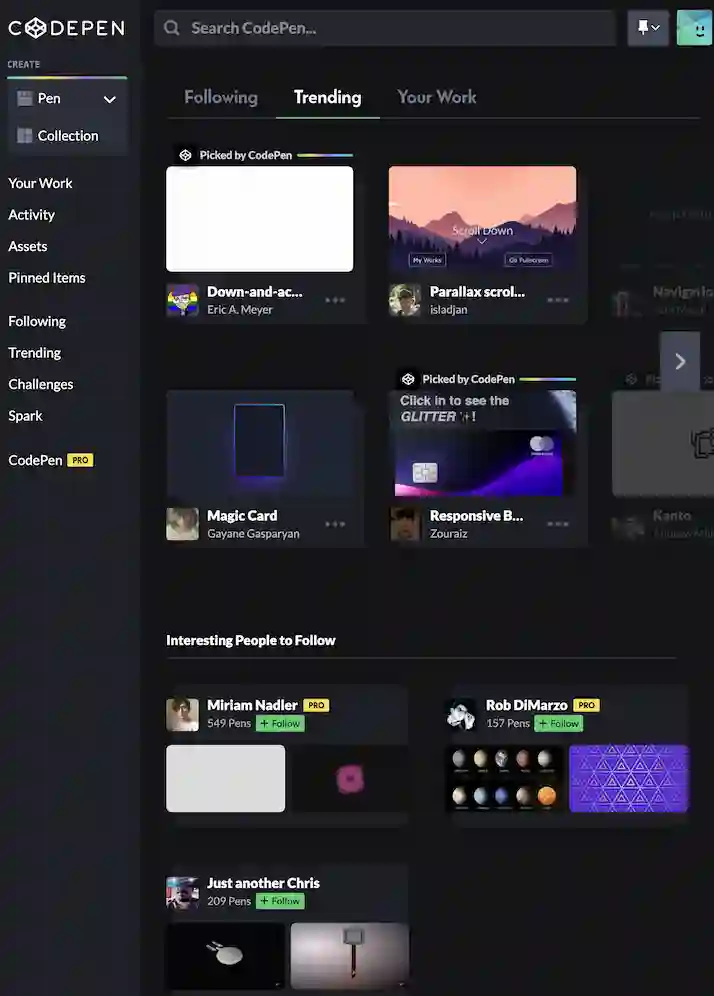 CODEPEN
Search CodePen...
CREATE
Pen
Collection
Your Work
Activity
Assets
Pinned Items
Following
Trending
Challenges
Spark
CodePen PRO
Following Trending Your Work
Picked by CodePen
Scroll Down
My Works Go Fullscreen
Down-and-ac...
Eric A. Meyer
Parallax scrol...
isladjan
Picked by CodePen
Click in to see the
GLITTER ✨!
Magic Card
Gayane Gasparyan
Responsive B...
Zouraiz
Kanto
Interesting People to Follow
Miriam Nadler PRO
549 Pens + Follow
Rob DiMarzo PRO
157 Pens + Follow
Just another Chris
209 Pens + Follow